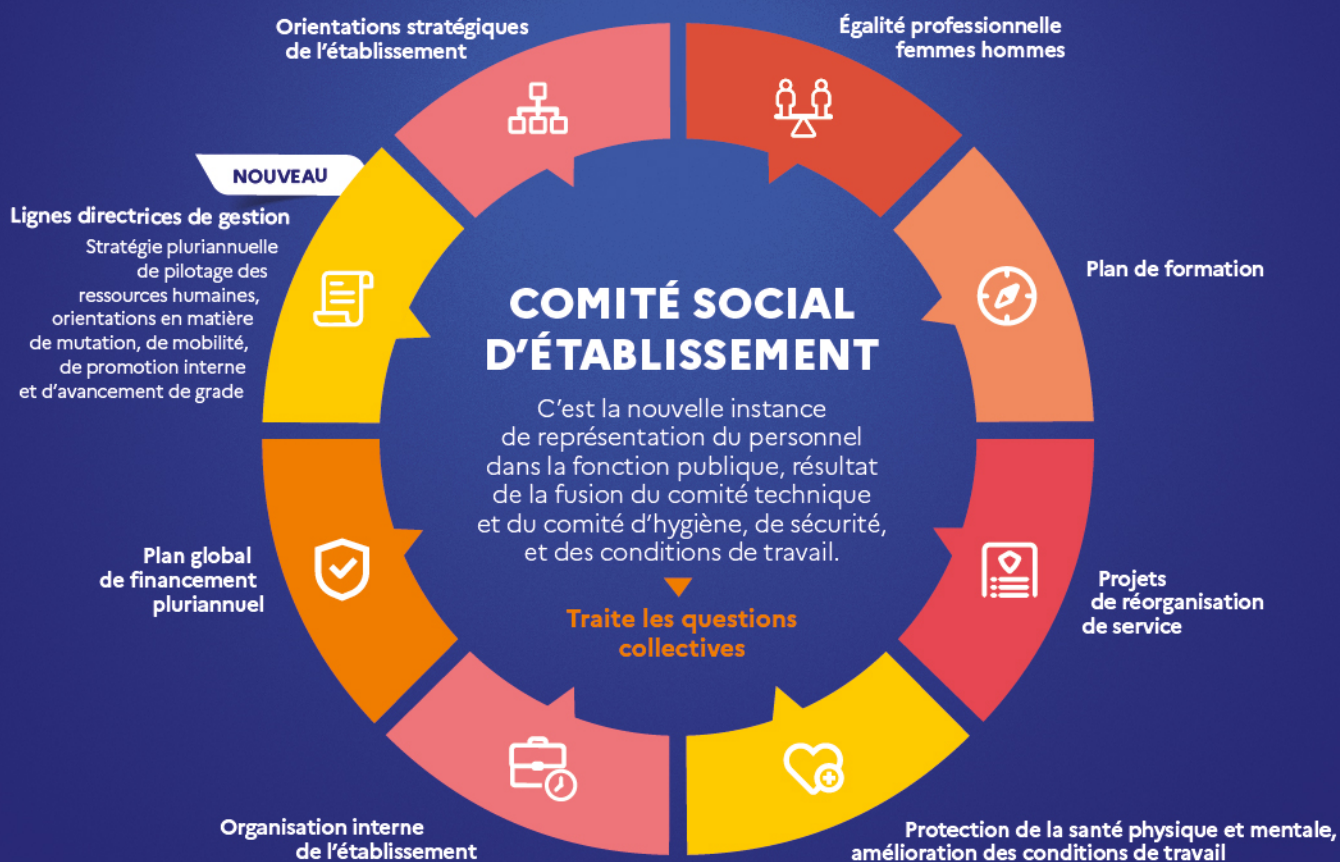 Orientations stratégiques
de l'établissement
Égalité professionnelle
femmes hommes
NOUVEAU
Lignes directrices de gestion
Stratégie pluriannuelle
de pilotage des
ressources humaines,
orientations en matière
de mutation, de mobilité,
de promotion interne
et d'avancement de grade
Plan de formation
COMITÉ SOCIAL
D'ÉTABLISSEMENT
C'est la nouvelle instance
de représentation du personnel
dans la fonction publique, résultat
de la fusion du comité technique
et du comité d'hygiène, de sécurité,
et des conditions de travail.
Traite les questions
collectives
Plan global
de financement
pluriannuel
Projets
de réorganisation
de service
Organisation interne
de l'établissement
Protection de la santé physique et mentale,
amélioration des conditions de travail